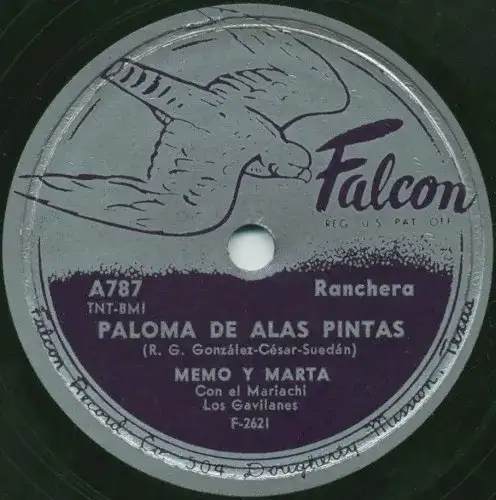 Falcon
REG. U.S. PAT. OFF.
A787
TNT-BMI
Ranchera
PALOMA DE ALAS PINTAS
(R. G. González-César-Suedán)
MEMO Y MARTA
Con el Mariachi
Los Gavilanes
F-2621
Falcon Record Co. 504 Dougherty Mission, Texas